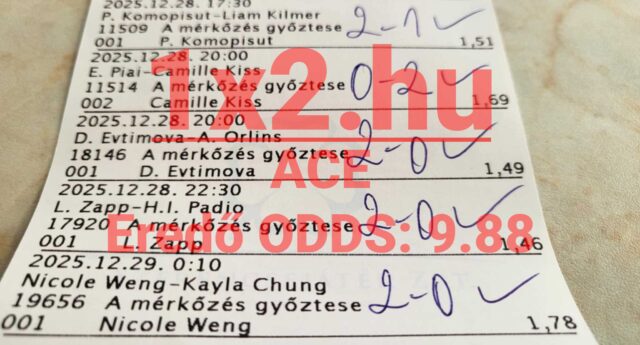 2025.12.28. 17:30
P. Komopisut-Liam Kilmer
11509 A mérkőzés győztese 2-1 ✓
001 P. Komopisut 1,51
2025.12.28. 20:00
E. Piai-Camille Kiss
11514 A mérkőzés győztese 0-2 ✓
002 Camille Kiss 1,69
1x2.hu
2025.12.28. 20:00
D. Evtimova-A. Orlins
18146 A mérkőzés győztese 2-0 ✓
001 D. Evtimova 1,49
ACE
2025.12.28. 22:30
L. Zapp-H.I. Padio
Eredő ODDS: 9.88
17920 A mérkőzés győztese 2-0 ✓
001 L. Zapp 1,46
2025.12.29. 0:10
Nicole Weng-Kayla Chung
19656 A mérkőzés győztese 2-0 ✓
001 Nicole Weng 1,78